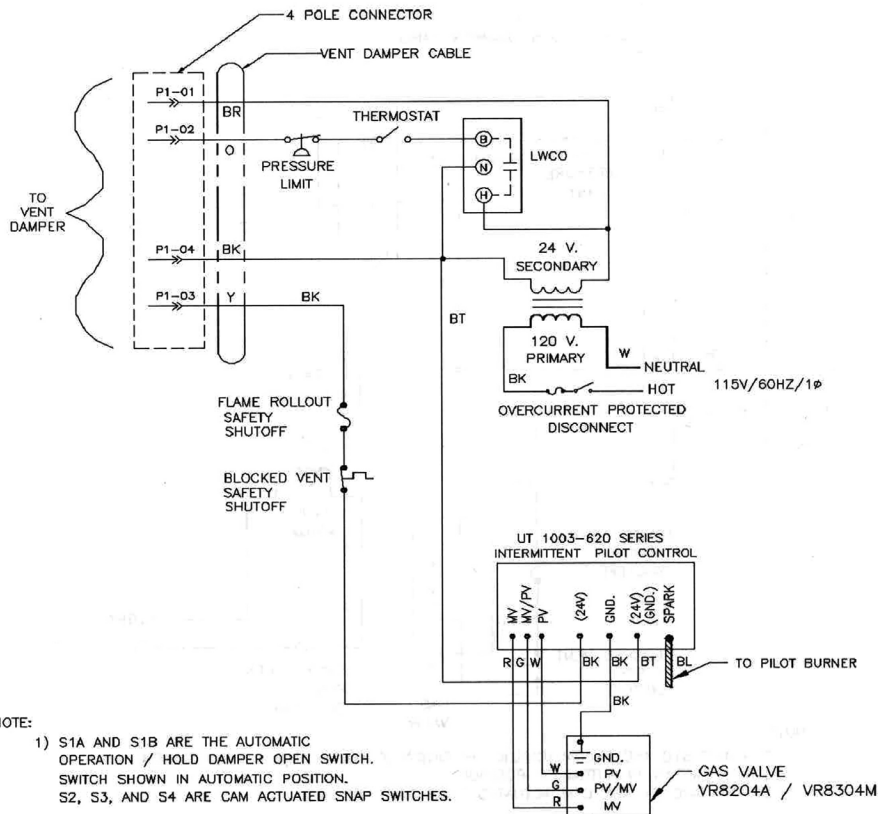 4 POLE CONNECTOR
VENT DAMPER CABLE
P1-01
BR
P1-02
O
THERMOSTAT
PRESSURE
LIMIT
B
N
H
LWCO
TO
VENT
DAMPER
P1-04
BK
24 V.
SECONDARY
P1-03
Y
BK
BT
120 V.
PRIMARY
W
NEUTRAL
BK
HOT
115V/60HZ/1ø
OVERCURRENT PROTECTED
DISCONNECT
FLAME ROLLOUT
SAFETY
SHUTOFF
BLOCKED VENT
SAFETY
SHUTOFF
UT 1003-620 SERIES
INTERMITTENT PILOT CONTROL
MV
MV/PV
PV
(24V)
GND.
(24V)
(GND.)
SPARK
R G W
BK
BK
BT
BL
TO PILOT BURNER
BK
GND.
W
PV
G
PV/MV
R
MV
GAS VALVE
VR8204A / VR8304M
OTE:
1) S1A AND S1B ARE THE AUTOMATIC
OPERATION / HOLD DAMPER OPEN SWITCH.
SWITCH SHOWN IN AUTOMATIC POSITION.
S2, S3, AND S4 ARE CAM ACTUATED SNAP SWITCHES.